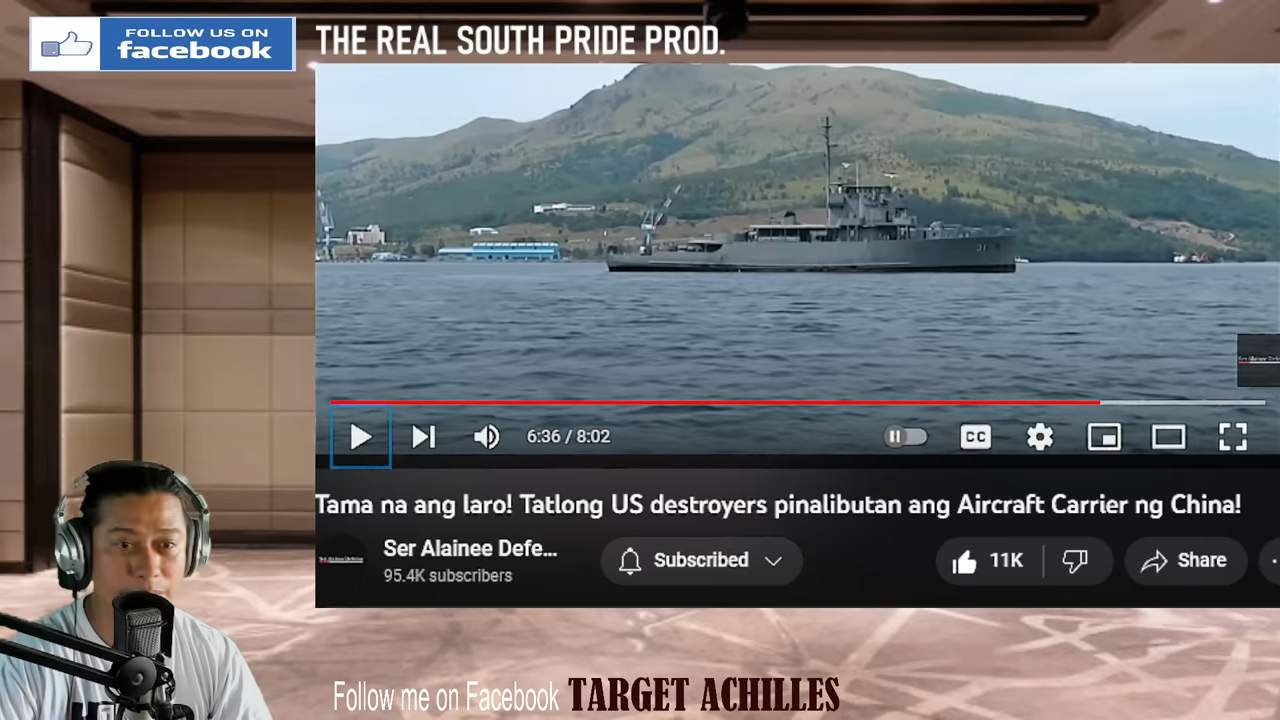 FOLLOW US ON
facebook
THE REAL SOUTH PRIDE PROD.
31
6:36 / 8:02
CC
Tama na ang laro! Tatlong US destroyers pinalibutan ang Aircraft Carrier ng China!
Ser Alainee Defe...
95.4K subscribers
Subscribed
11K
Share
Follow me on Facebook TARGET ACHILLES